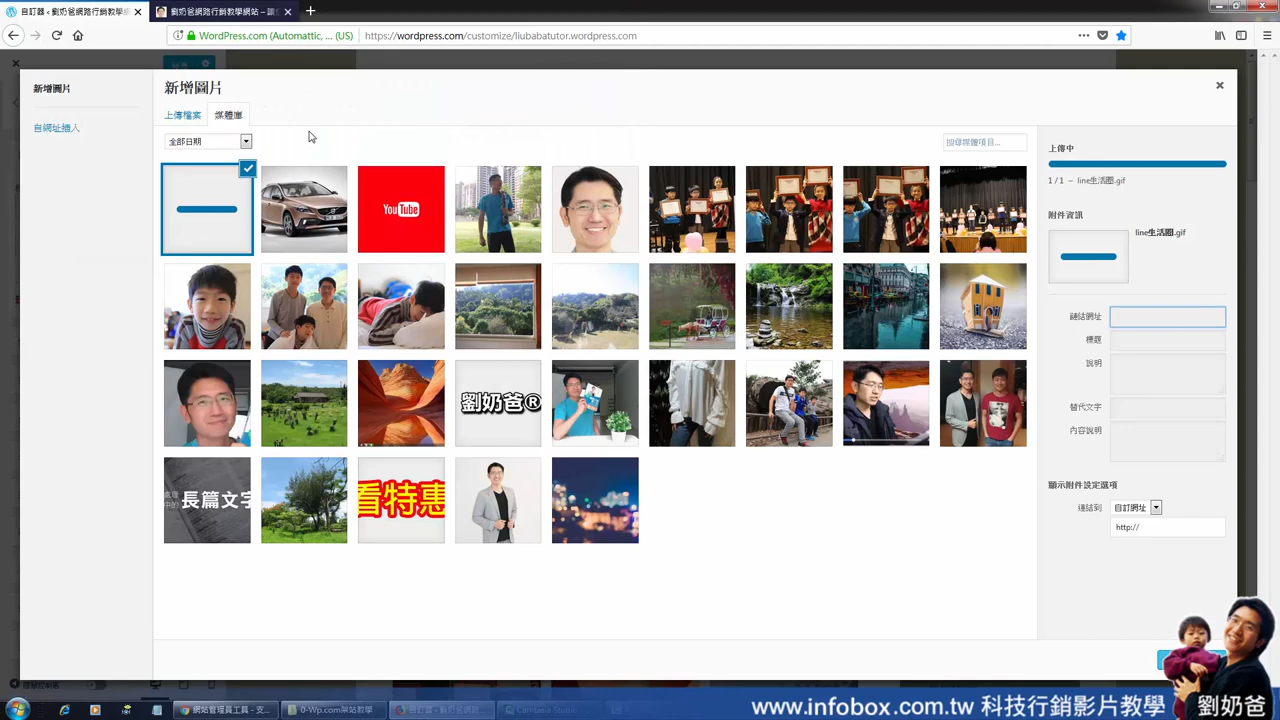 自訂器 ‹ 劉奶爸網路行銷教學網
劉奶爸網路行銷教學網站 – 讓
WordPress.com (Automattic, ... (US)
https://wordpress.com/customize/liubabatutor.wordpress.com
新增圖片
自網址插入
新增圖片
上傳檔案
媒體庫
全部日期
搜尋媒體項目...
YouTube
劉奶爸®
長篇文字
看特惠
上傳中
1 / 1 – line生活圈.gif
附件資訊
line生活圈.gif
鏈結網址
標題
說明
替代文字
內容說明
顯示附件設定選項
連結到
自訂網址
http://
網站管理員工具 - 支...
0-Wp.com架站教學
Camtasia Studio
www.infobox.com.tw 科技行銷影片教學
劉奶爸